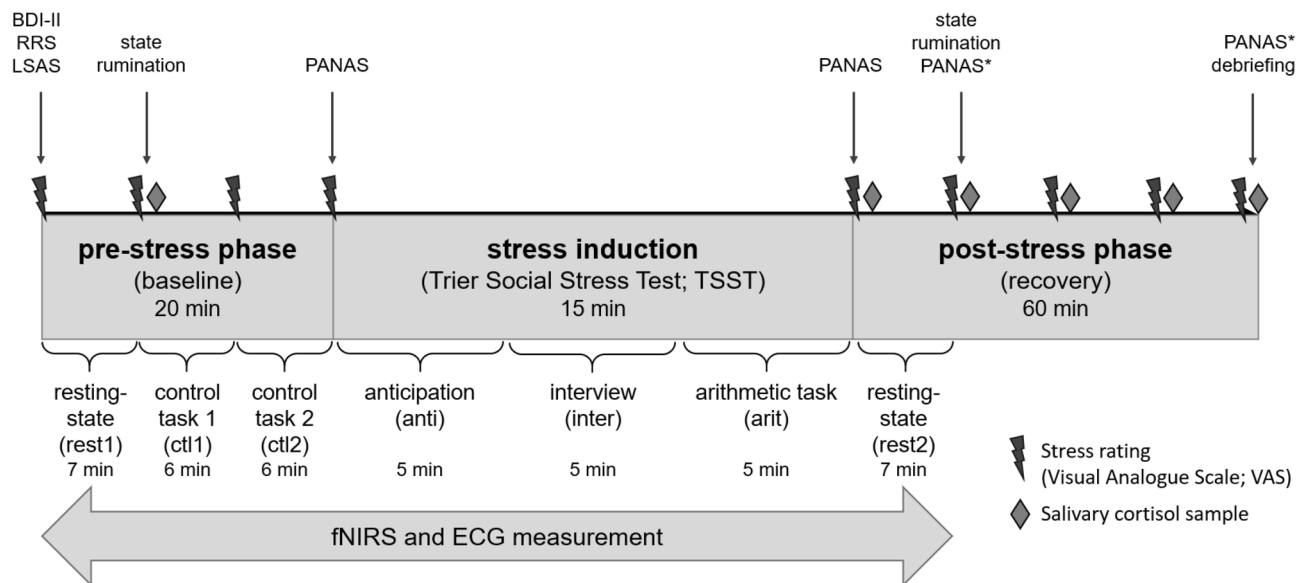 BDI-II
RRS
LSAS
state
rumination
PANAS
PANAS
state
rumination
PANAS*
PANAS*
debriefing
pre-stress phase
(baseline)
20 min
stress induction
(Trier Social Stress Test; TSST)
15 min
post-stress phase
(recovery)
60 min
resting-
state
(rest1)
7 min
control
task 1
(ctl1)
6 min
control
task 2
(ctl2)
6 min
anticipation
(anti)
5 min
interview
(inter)
5 min
arithmetic task
(arit)
5 min
resting-
state
(rest2)
7 min
Stress rating
(Visual Analogue Scale; VAS)
Salivary cortisol sample
fNIRS and ECG measurement